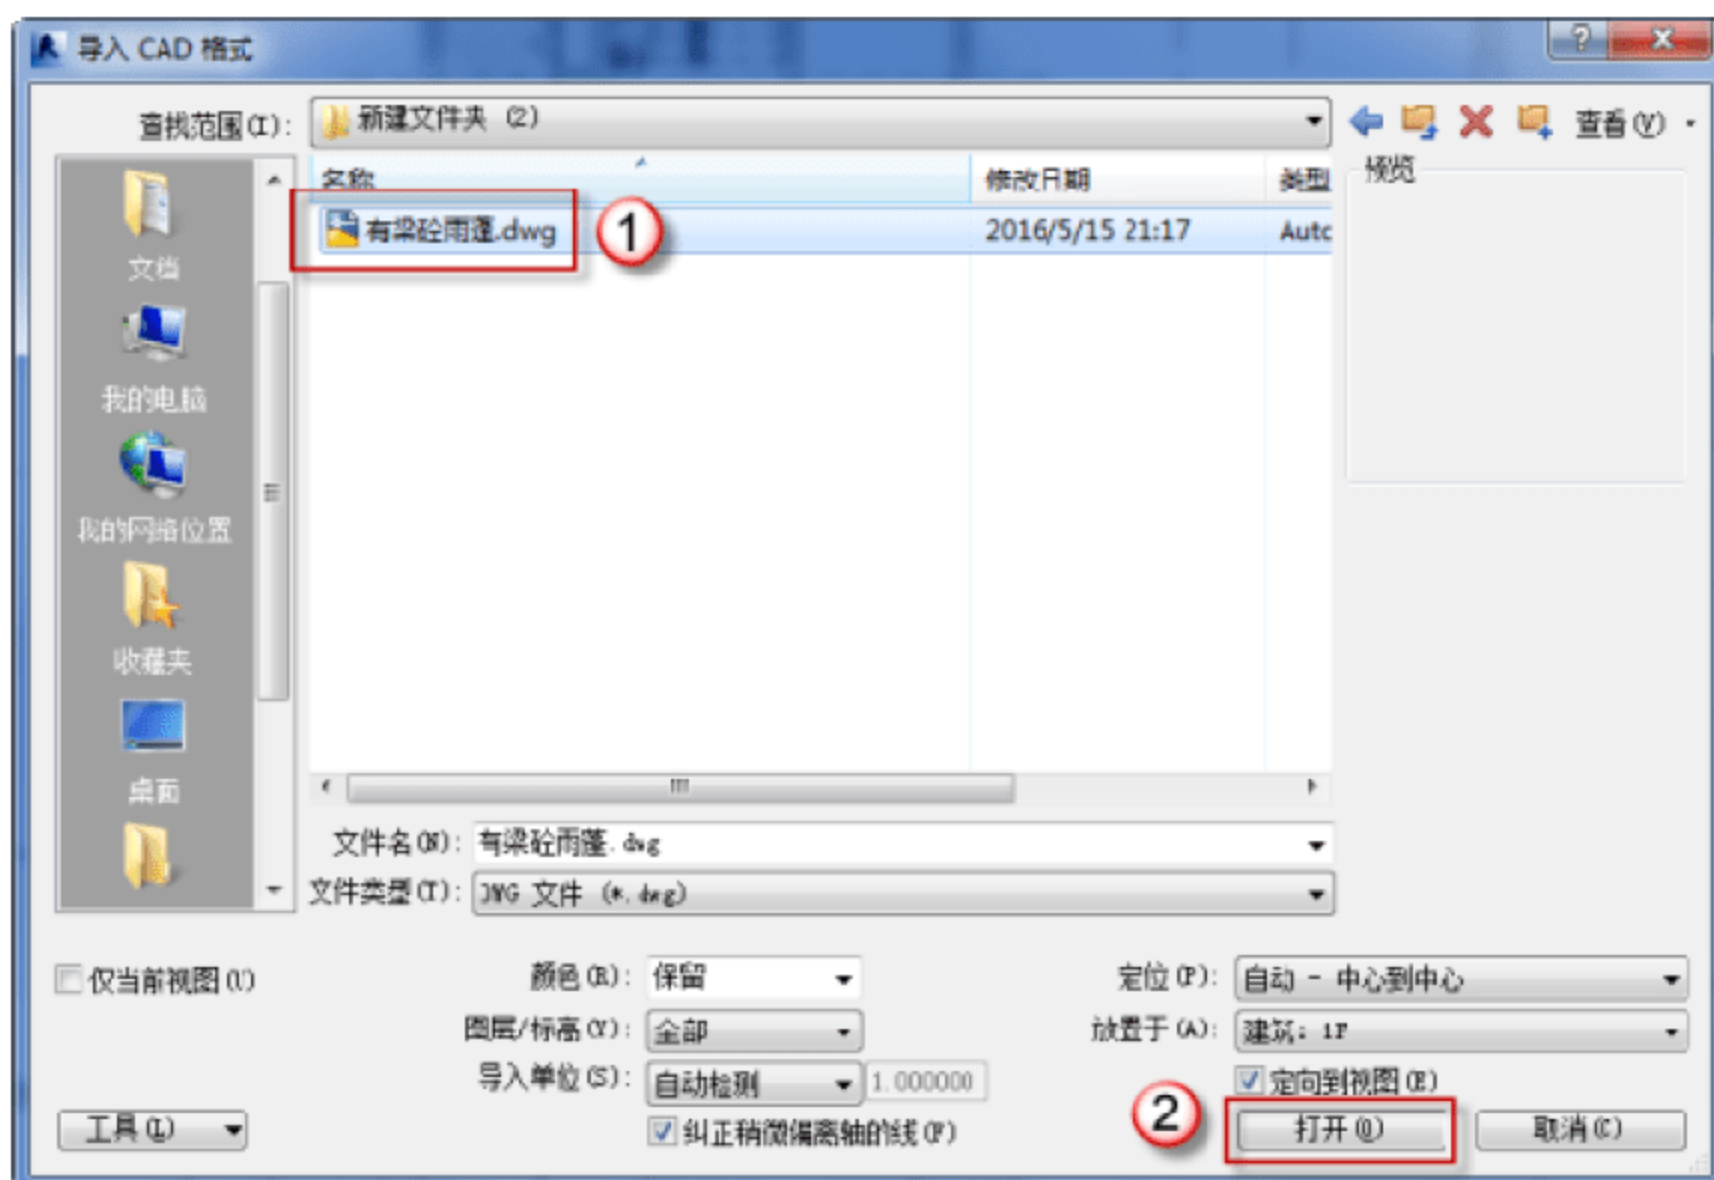 导入 CAD 格式
查找范围(I): 新建文件夹 (2) 查看(V)
名称 修改日期 类型 预览
有梁砼雨蓬.dwg 1 2016/5/15 21:17 Autc
文档
我的电脑
我的网络位置
收藏夹
桌面
文件名(N): 有梁砼雨蓬.dwg
文件类型(T): DWG 文件 (*.dwg)
仅当前视图(U) 颜色(R): 保留 定位(P): 自动 - 中心到中心
图层/标高(Y): 全部 放置于(A): 建筑: 1F
导入单位(S): 自动检测 1.000000 定向到视图(E)
工具(L) 纠正稍微偏离轴的线(F) 2 打开(O) 取消(C)